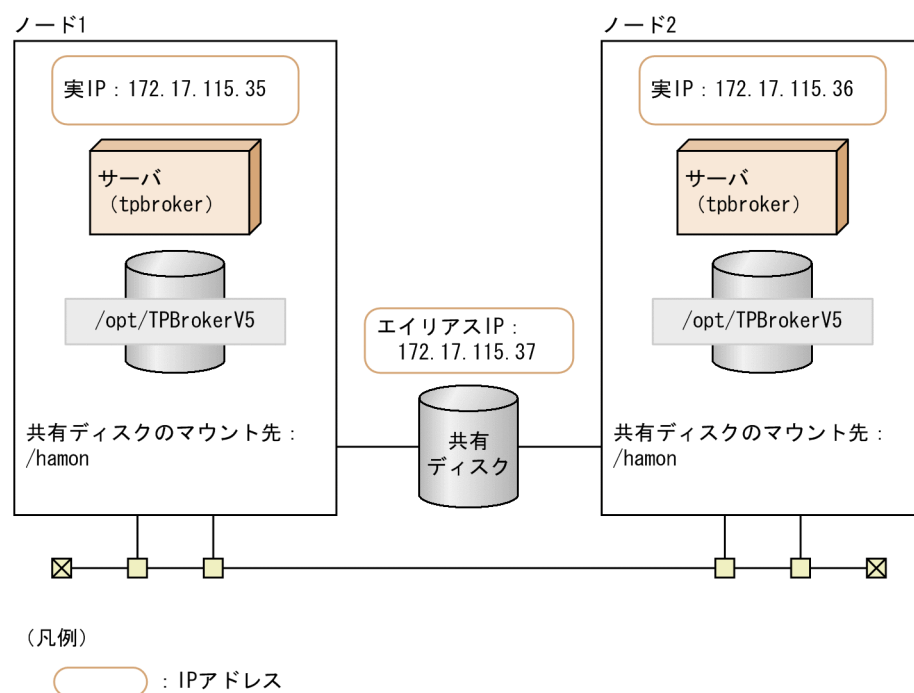 ノード1
実IP：172.17.115.35
サーバ
（tpbroker）
/opt/TPBrokerV5
共有ディスクのマウント先：
/hamon
エイリアスIP：
172.17.115.37
共有
ディスク
ノード2
実IP：172.17.115.36
サーバ
（tpbroker）
/opt/TPBrokerV5
共有ディスクのマウント先：
/hamon
（凡例）
：IPアドレス